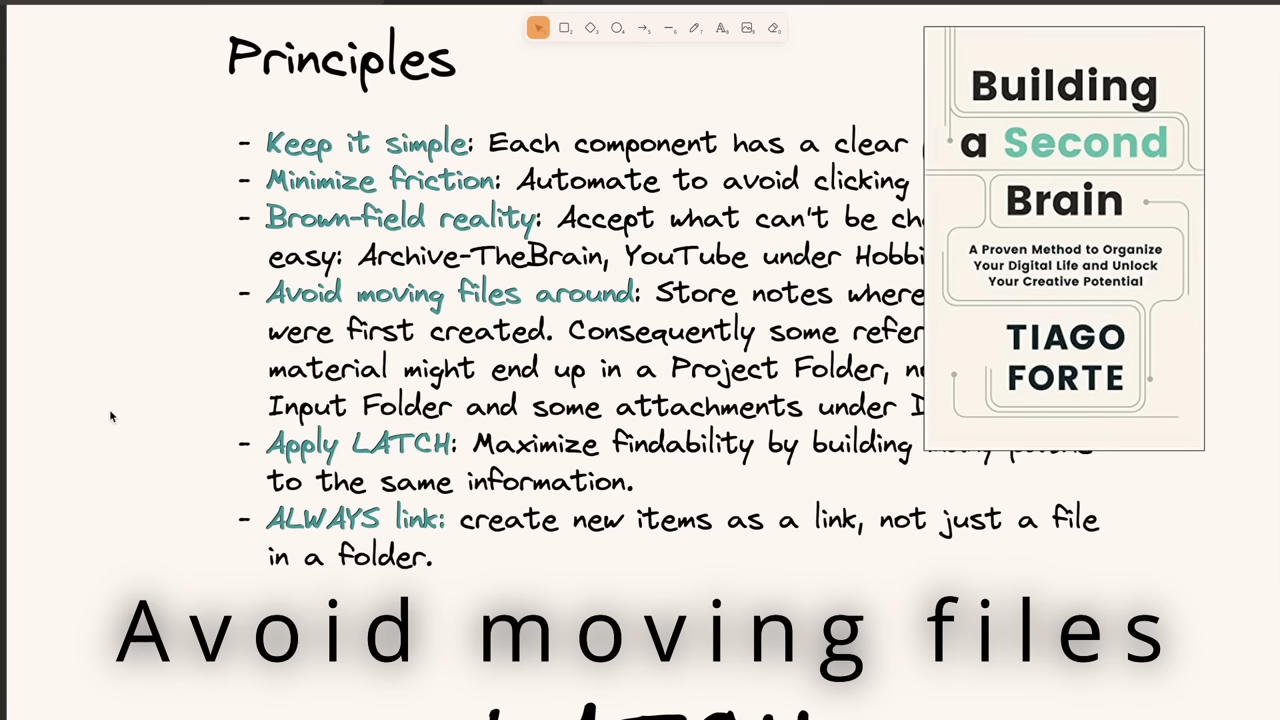 Principles
- Keep it simple: Each component has a clear
- Minimize friction: Automate to avoid clicking
- Brown-field reality: Accept what can't be
easy: Archive-TheBrain, YouTube under
- Avoid moving files around: Store notes where
were first created. Consequently some
material might end up in a Project Folder,
Input Folder and some attachments under
- Apply LATCH: Maximize findability by building
to the same information.
- ALWAYS link: create new items as a link, not just a file
in a folder.
Building
a Second
Brain
A Proven Method to Organize
Your Digital Life and Unlock
Your Creative Potential
TIAGO
FORTE
Avoid moving files
LATCH